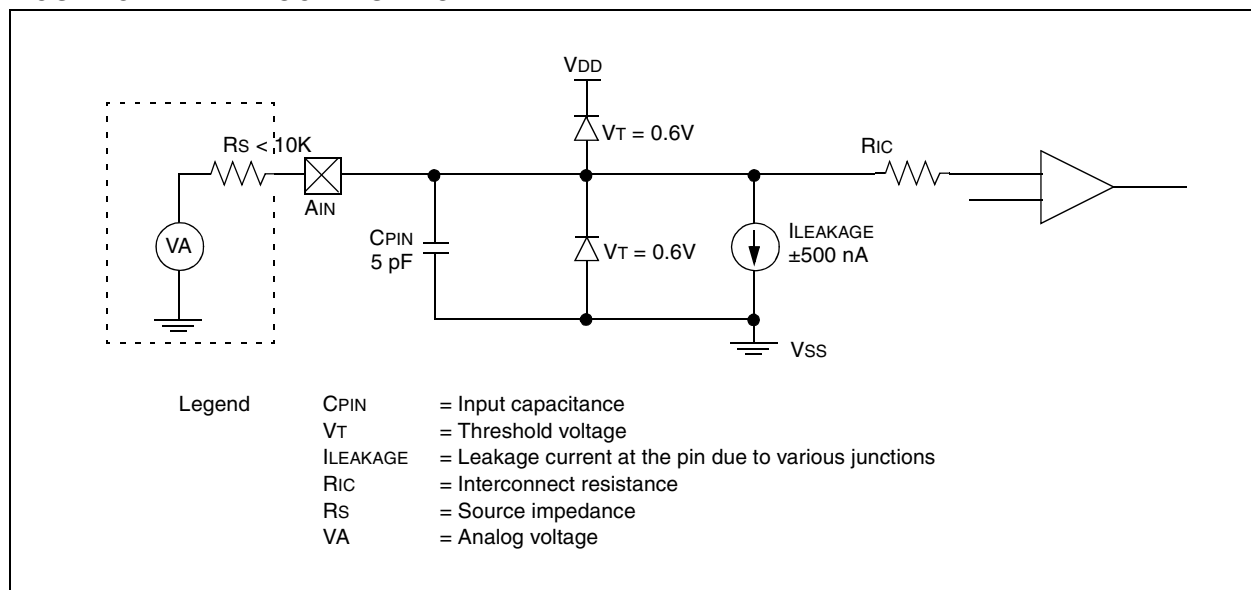 VDD
VT = 0.6V
RS < 10K
RIC
AIN
CPIN
5 pF
VT = 0.6V
ILEAKAGE
±500 nA
VA
VSS
Legend
CPIN = Input capacitance
VT = Threshold voltage
ILEAKAGE = Leakage current at the pin due to various junctions
RIC = Interconnect resistance
RS = Source impedance
VA = Analog voltage